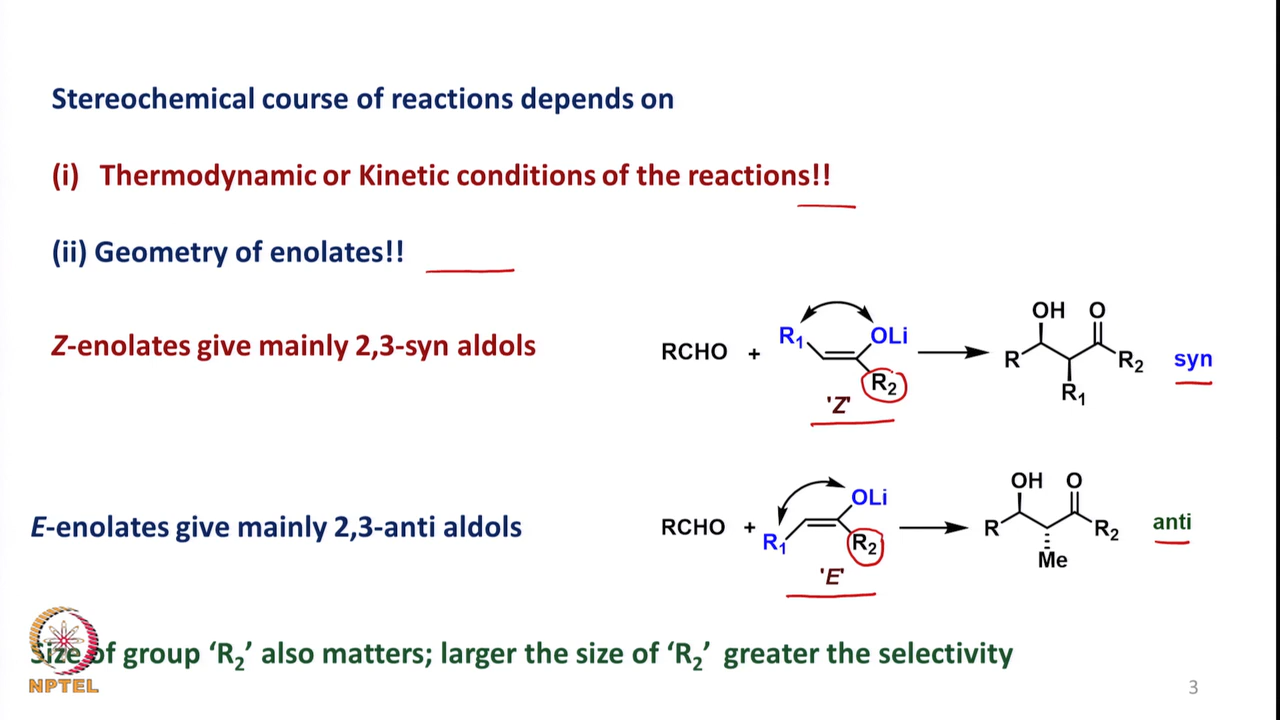 Stereochemical course of reactions depends on
(i) Thermodynamic or Kinetic conditions of the reactions!!
(ii) Geometry of enolates!!
Z-enolates give mainly 2,3-syn aldols
RCHO + R1 OLi R2 'Z' OH O R R1 R2 syn
E-enolates give mainly 2,3-anti aldols
RCHO + R1 OLi R2 'E' OH O R Me R2 anti
Size of group ‘R2’ also matters; larger the size of ‘R2’ greater the selectivity
NPTEL
3